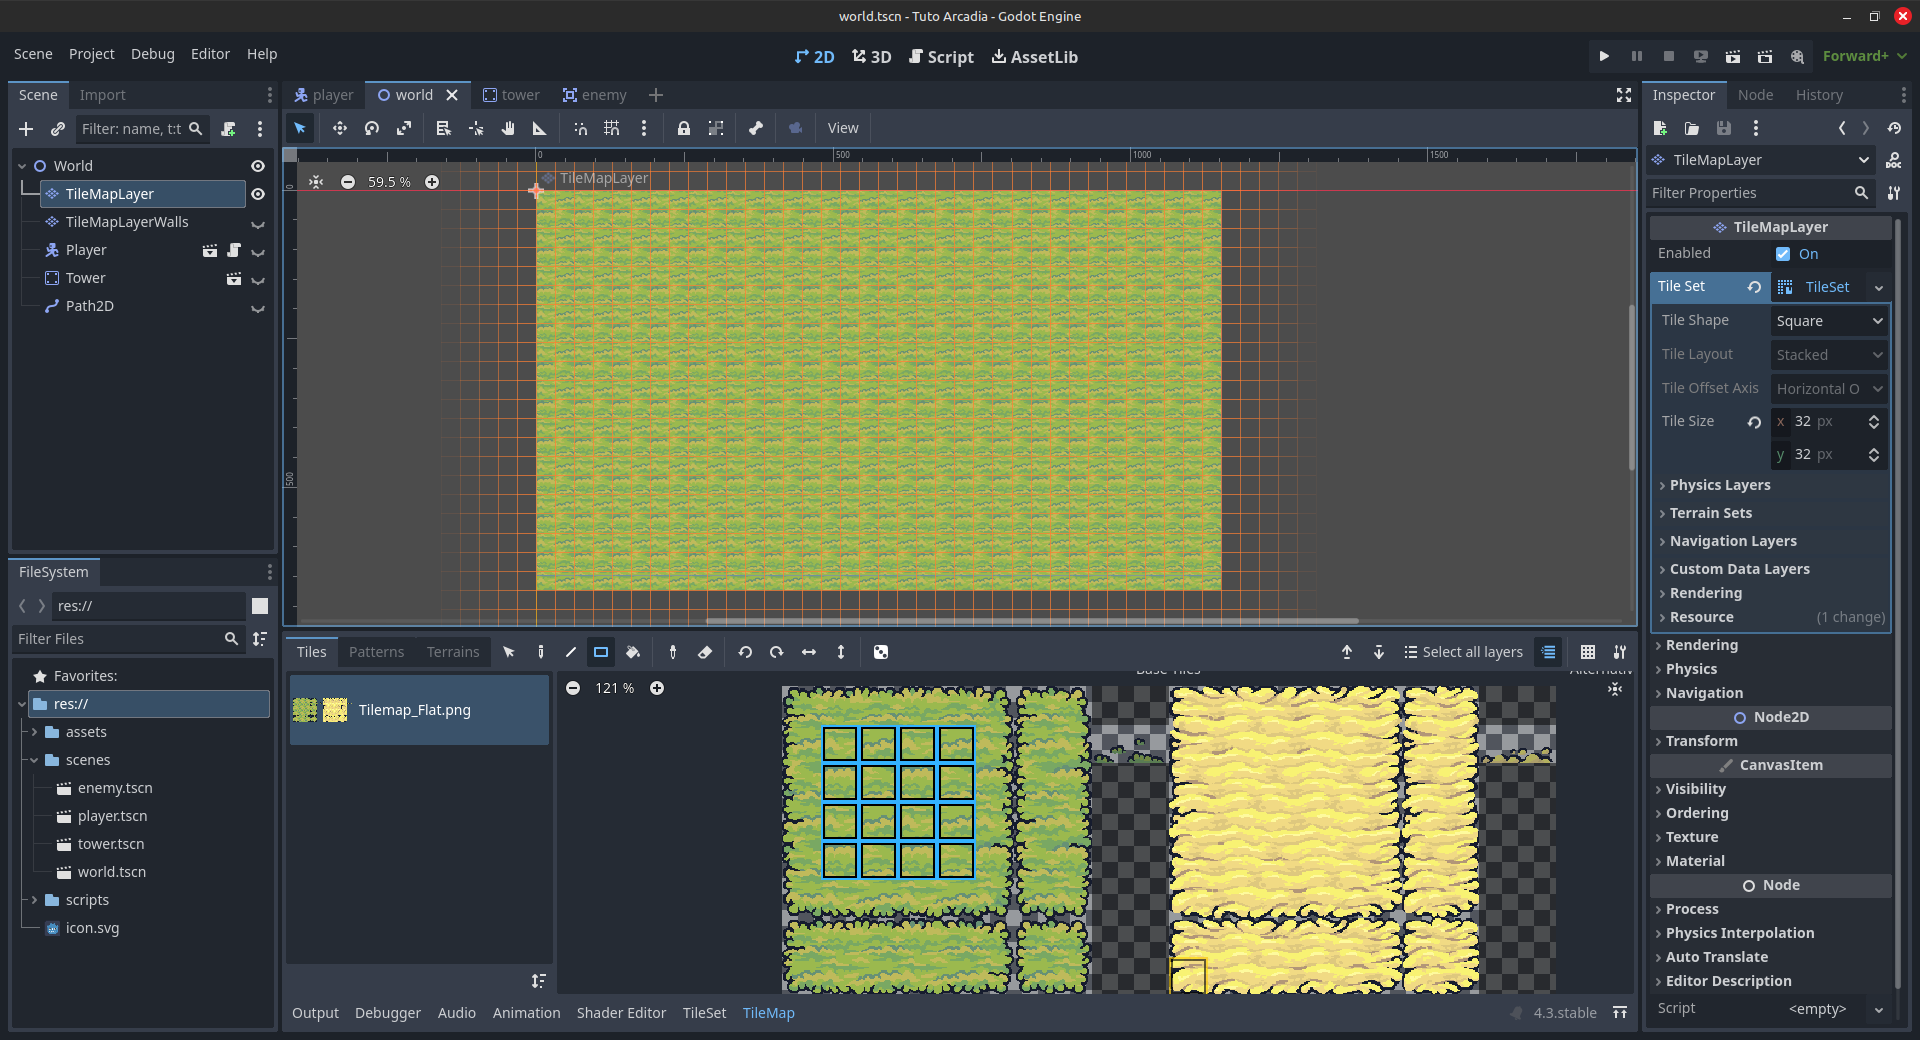 world.tscn - Tuto Arcadia - Godot Engine
Scene Project Debug Editor Help
2D 3D Script AssetLib
Forward+
Scene Import
Filter: name, t:t
World
TileMapLayer
TileMapLayerWalls
Player
Tower
Path2D
FileSystem
res://
Filter Files
Favorites:
res://
assets
scenes
enemy.tscn
player.tscn
tower.tscn
world.tscn
scripts
icon.svg
player world tower enemy
View
0 500 1000 1500
0
500
59.5 %
TileMapLayer
Tiles Patterns Terrains
Select all layers
Tilemap_Flat.png
121 %
Base Tiles
Output Debugger Audio Animation Shader Editor TileSet TileMap
4.3.stable
Inspector Node History
TileMapLayer
Filter Properties
TileMapLayer
Enabled On
Tile Set TileSet
Tile Shape Square
Tile Layout Stacked
Tile Offset Axis Horizontal O
Tile Size x 32 px
y 32 px
Physics Layers
Terrain Sets
Navigation Layers
Custom Data Layers
Rendering
Resource (1 change)
Rendering
Physics
Navigation
Node2D
Transform
CanvasItem
Visibility
Ordering
Texture
Material
Node
Process
Physics Interpolation
Auto Translate
Editor Description
Script <empty>